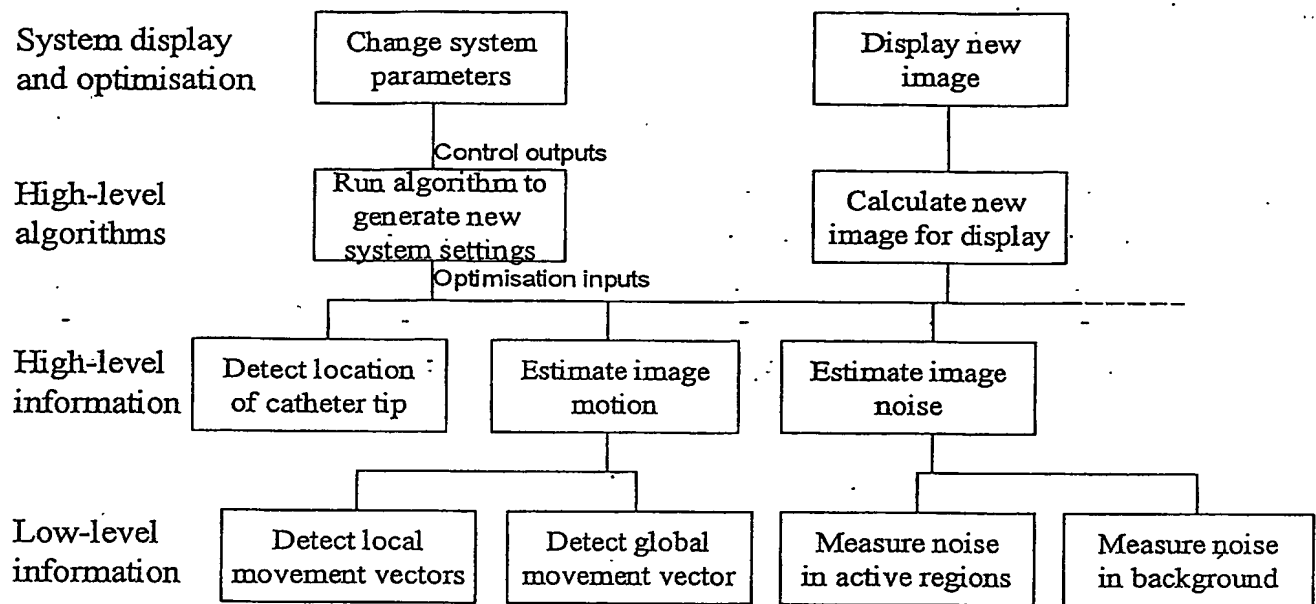 System display
and optimisation
Change system
parameters
Display new
image
Control outputs
High-level
algorithms
Run algorithm to
generate new
system settings
Calculate new
image for display
Optimisation inputs
High-level
information
Detect location
of catheter tip
Estimate image
motion
Estimate image
noise
Low-level
information
Detect local
movement vectors
Detect global
movement vector
Measure noise
in active regions
Measure noise
in background